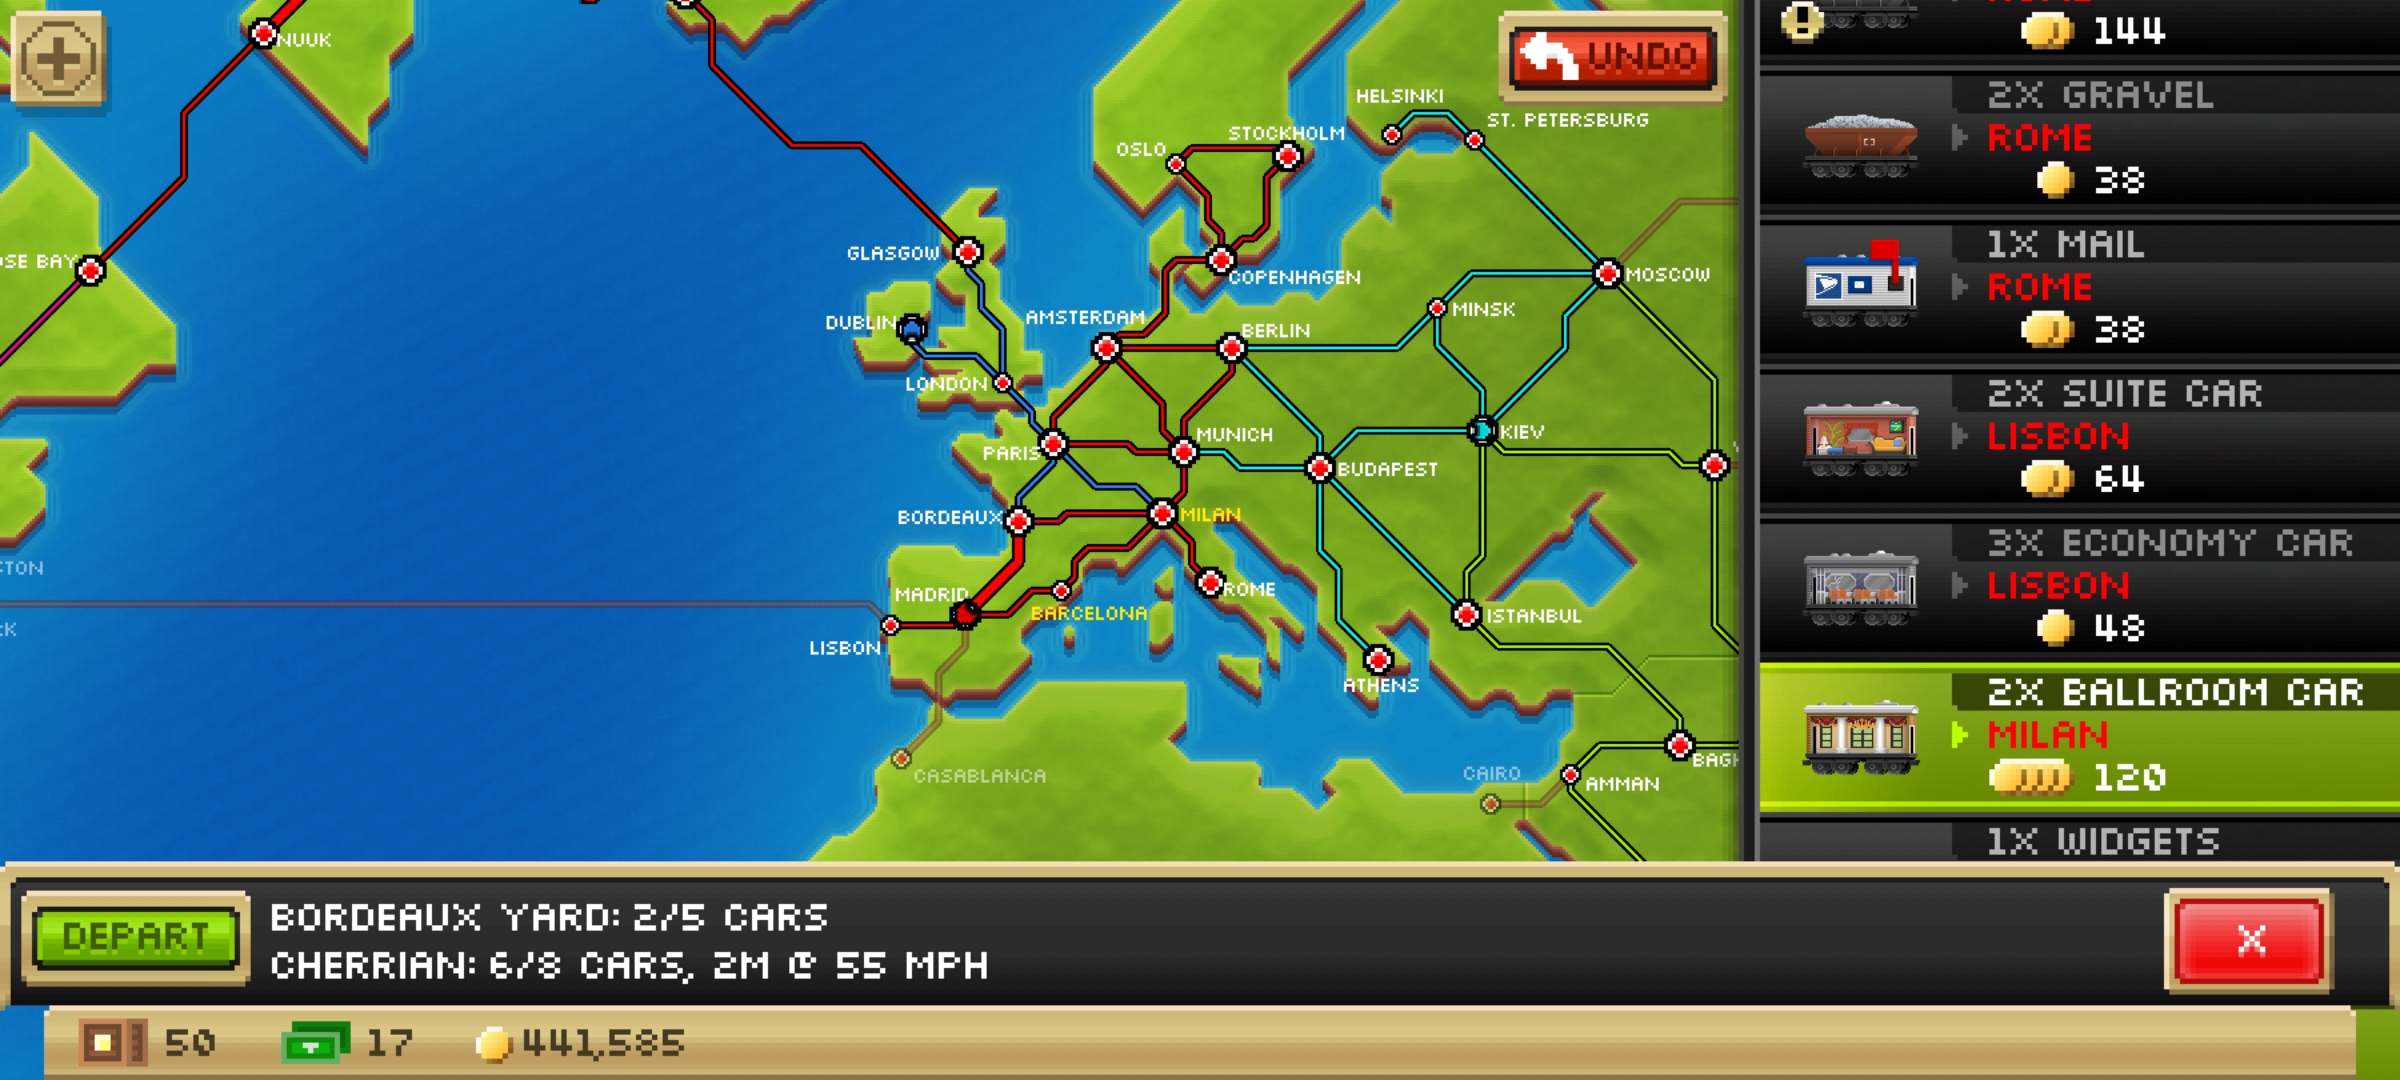 NUUK
OSE BAY
TON
CK
UNDO
HELSINKI
ST. PETERSBURG
STOCKHOLM
OSLO
GLASGOW
COPENHAGEN
MOSCOW
MINSK
DUBLIN
AMSTERDAM
BERLIN
LONDON
MUNICH
KIEV
PARIS
BUDAPEST
BORDEAUX
MILAN
MADRID
ROME
BARCELONA
ISTANBUL
LISBON
ATHENS
CASABLANCA
CAIRO
AMMAN
BAGH
144
2X GRAVEL
ROME
38
1X MAIL
ROME
38
2X SUITE CAR
LISBON
64
3X ECONOMY CAR
LISBON
48
2X BALLROOM CAR
MILAN
120
1X WIDGETS
DEPART
BORDEAUX YARD: 2/5 CARS
CHERRIAN: 6/8 CARS, 2M @ 55 MPH
X
50
17
441,585